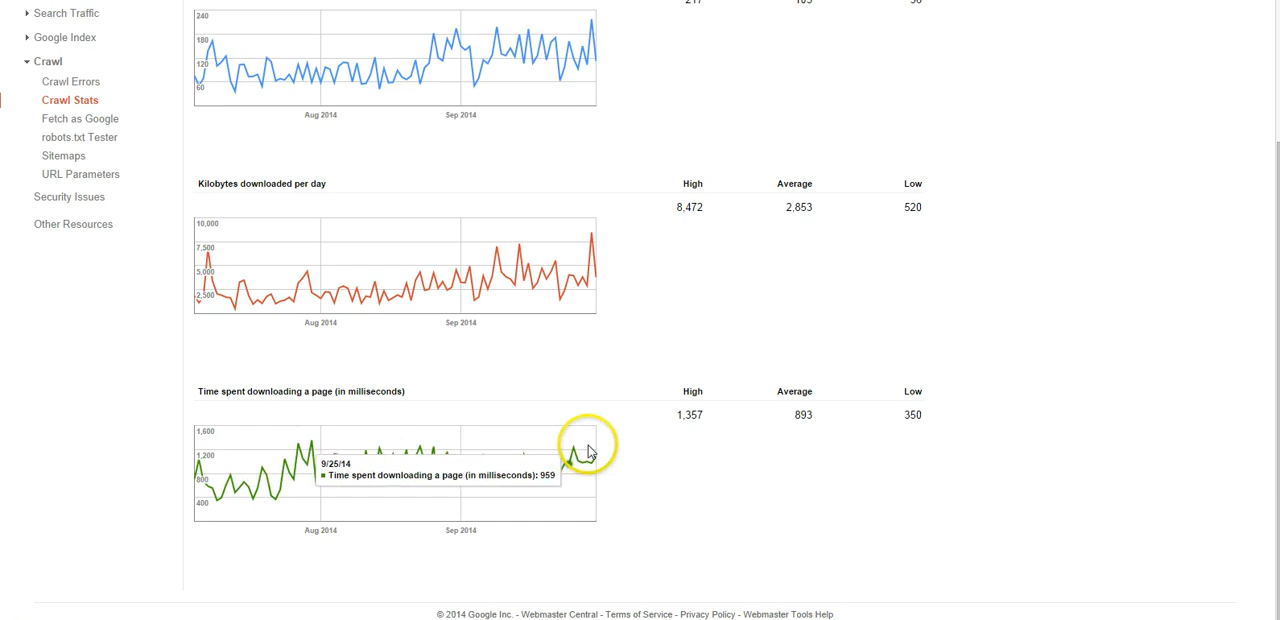 Search Traffic
Google Index
Crawl
Crawl Errors
Crawl Stats
Fetch as Google
robots.txt Tester
Sitemaps
URL Parameters
Security Issues
Other Resources
240
180
120
60
Aug 2014 Sep 2014
Kilobytes downloaded per day High Average Low
8,472 2,853 520
10,000
7,500
5,000
2,500
Aug 2014 Sep 2014
Time spent downloading a page (in milliseconds) High Average Low
1,357 893 350
1,600
1,200
800
400
9/25/14
Time spent downloading a page (in milliseconds): 959
Aug 2014 Sep 2014
© 2014 Google Inc. - Webmaster Central - Terms of Service - Privacy Policy - Webmaster Tools Help